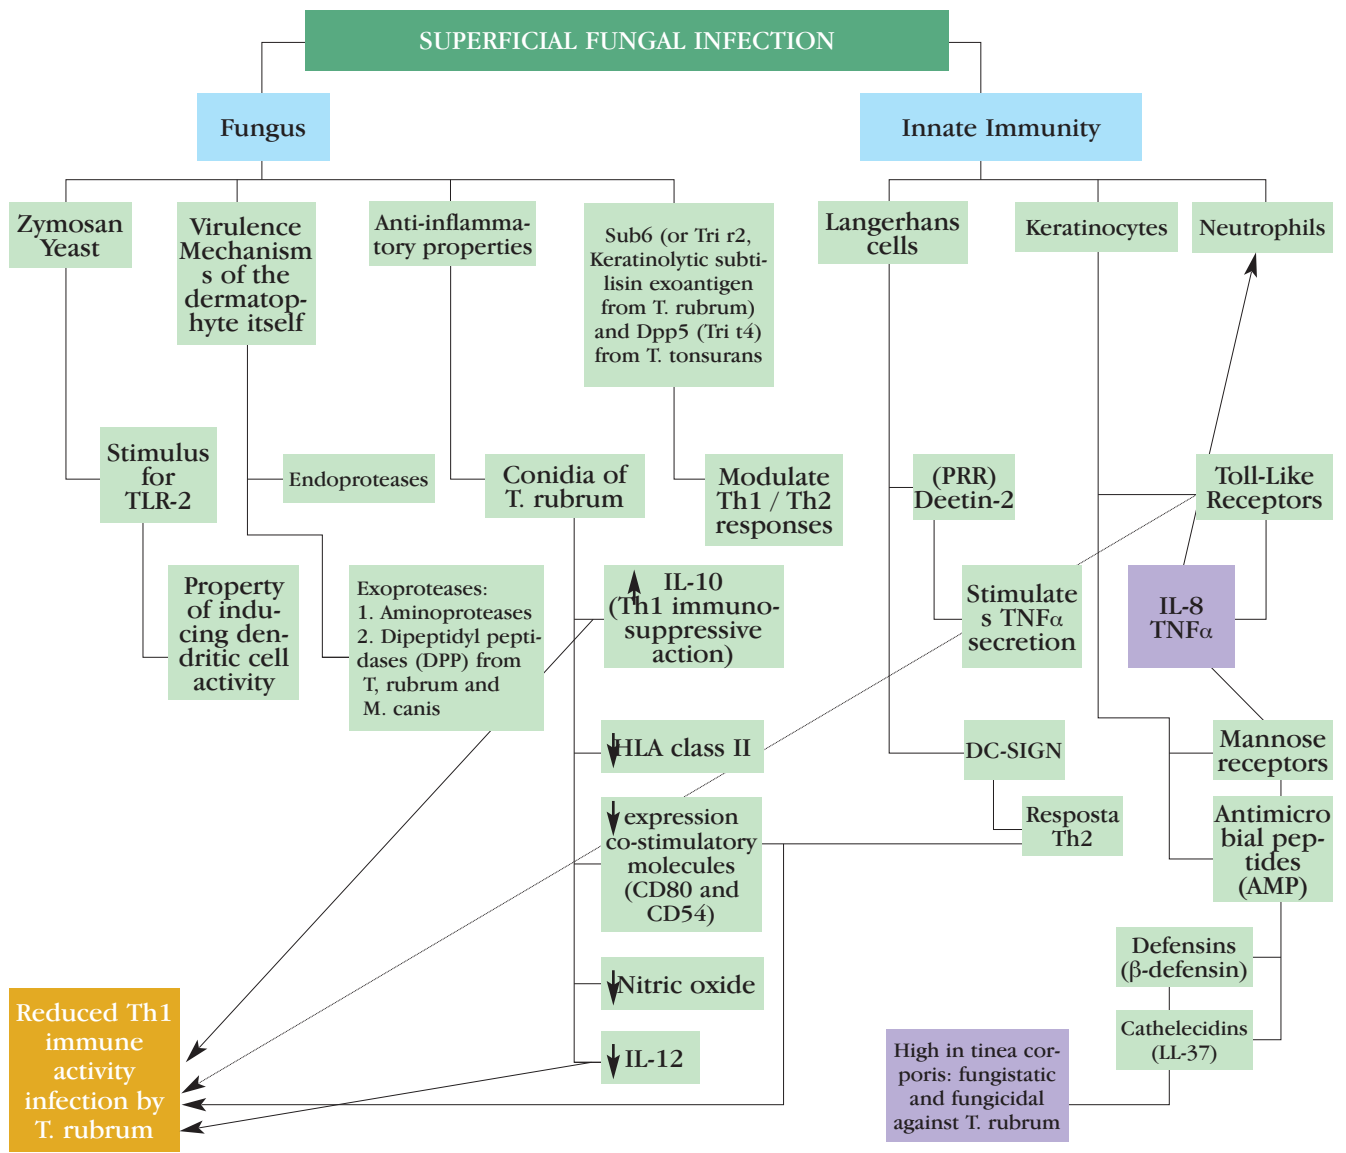 SUPERFICIAL FUNGAL INFECTION
Fungus
Innate Immunity
Zymosan
Yeast
Virulence
Mechanism
s of the
dermatop-
hyte itself
Anti-inflamma-
tory properties
Sub6 (or Tri r2,
Keratinolytic subti-
lisin exoantigen
from T. rubrum)
and Dpp5 (Tri t4)
from T. tonsurans
Langerhans
cells
Keratinocytes
Neutrophils
Stimulus
for
TLR-2
Endoproteases
Conidia of
T. rubrum
Modulate
Th1 / Th2
responses
(PRR)
Deetin-2
Toll-Like
Receptors
Property
of indu-
cing den-
dritic cell
activity
Exoproteases:
1. Aminoproteases
2. Dipeptidyl pepti-
dases (DPP) from
T, rubrum and
M. canis
IL-10
(Th1 immuno-
suppressive
action)
Stimulate
s TNFα
secretion
IL-8
TNFα
HLA class II
DC-SIGN
Mannose
receptors
expression
co-stimulatory
molecules
(CD80 and
CD54)
Resposta
Th2
Antimicro
bial pep-
tides
(AMP)
Defensins
(β-defensin)
Nitric oxide
Cathelecidins
(LL-37)
IL-12
Reduced Th1
immune
activity
infection by
T. rubrum
High in tinea cor-
poris: fungistatic
and fungicidal
against T. rubrum